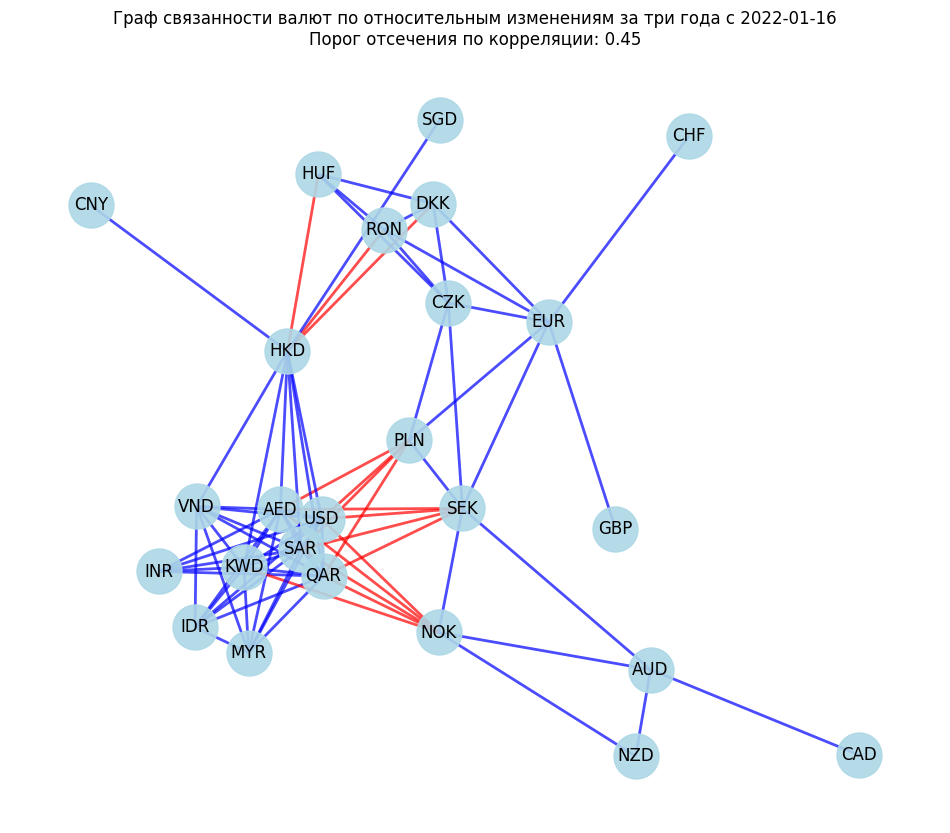 Граф связанности валют по относительным изменениям за три года с 2022-01-16
Порог отсечения по корреляции: 0.45
SGD
CHF
HUF
CNY
DKK
RON
CZK
EUR
HKD
PLN
VND
AED
USD
SEK
GBP
SAR
INR
KWD
QAR
IDR
NOK
MYR
AUD
NZD
CAD